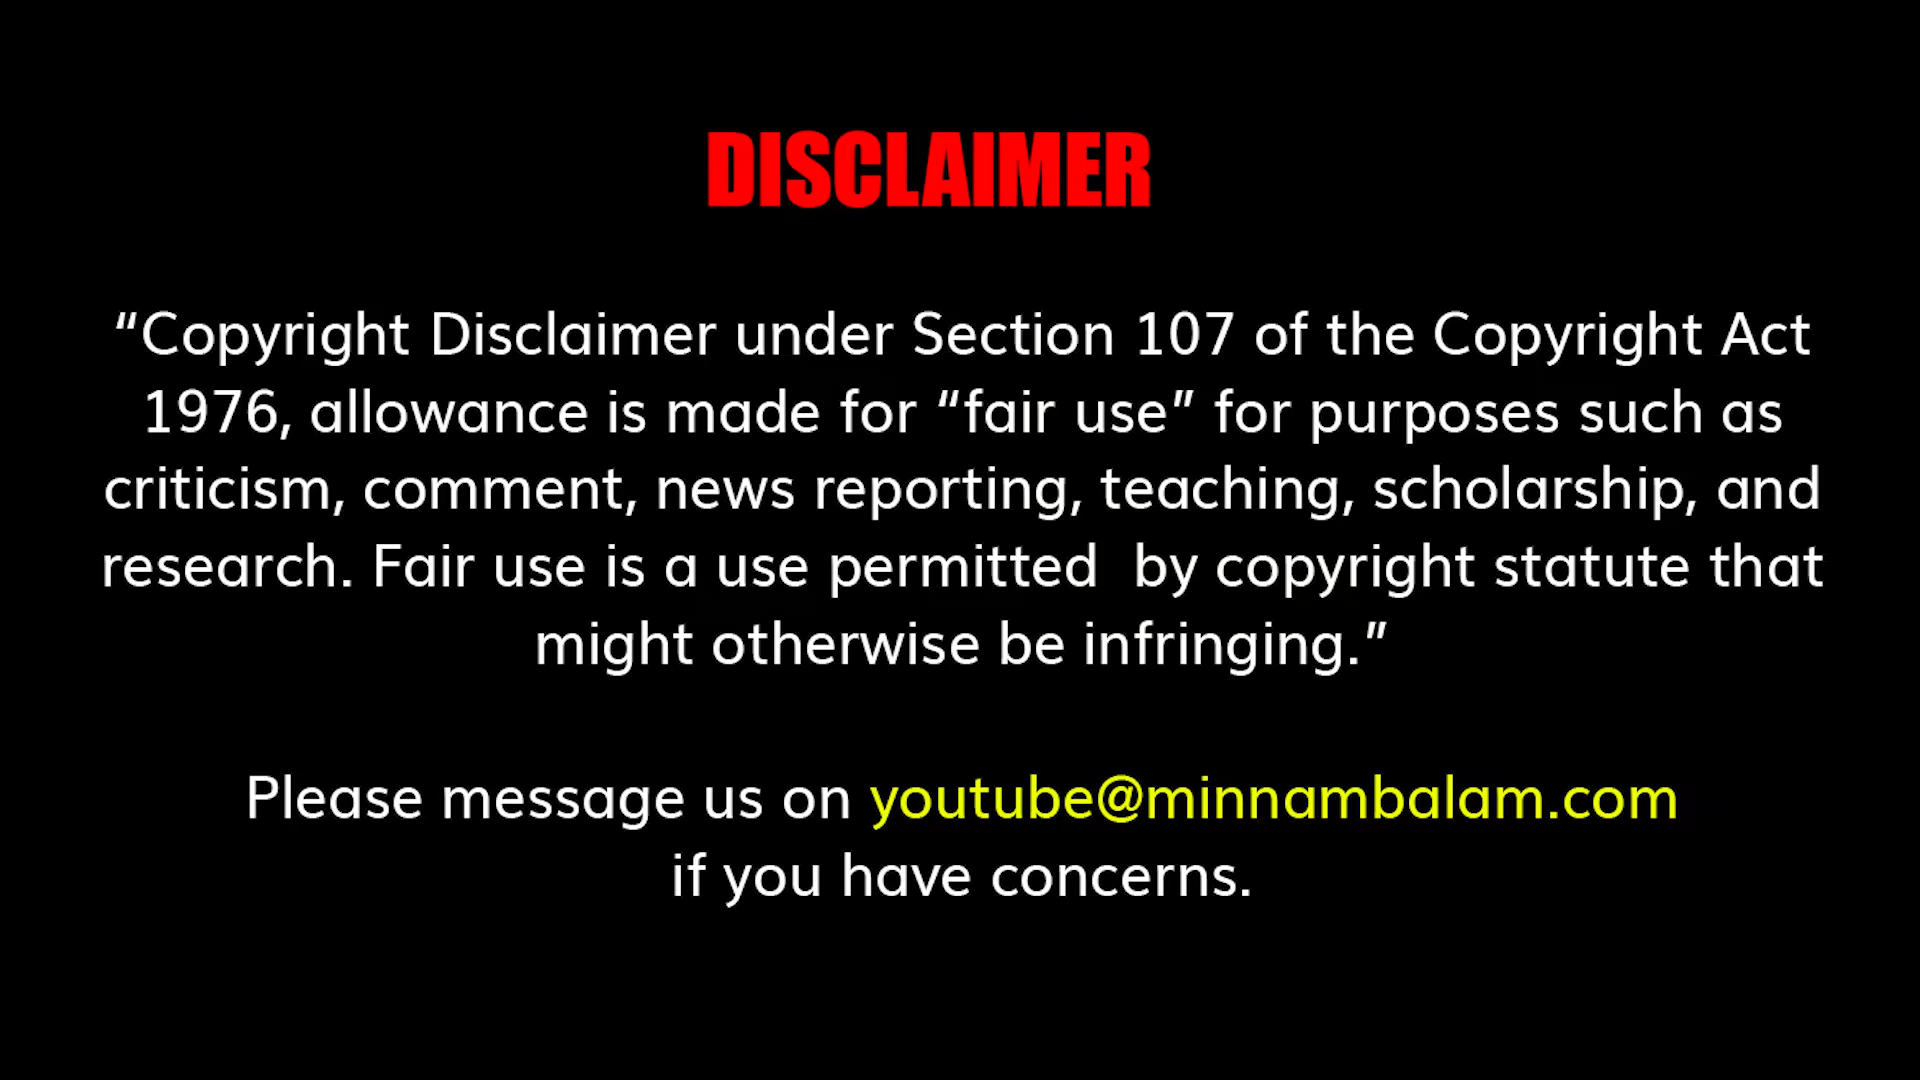 DISCLAIMER
“Copyright Disclaimer under Section 107 of the Copyright Act
1976, allowance is made for “fair use” for purposes such as
criticism, comment, news reporting, teaching, scholarship, and
research. Fair use is a use permitted  by copyright statute that
might otherwise be infringing.”
Please message us on youtube@minnambalam.com
if you have concerns.